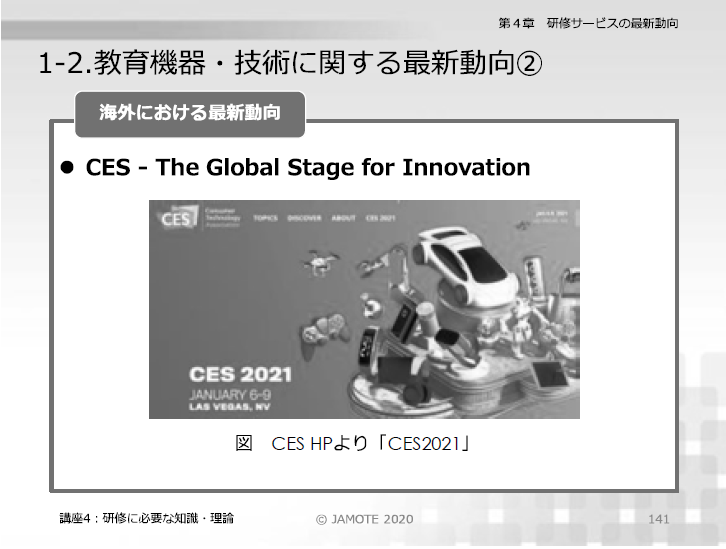 第４章　研修サービスの最新動向
1-2.教育機器・技術に関する最新動向②
海外における最新動向
● CES - The Global Stage for Innovation
CES
Consumer
Technology
Association
TOPICS DISCOVER ABOUT CES 2021
CES 2021
JANUARY 6-9
LAS VEGAS, NV
図　CES HPより「CES2021」
講座4：研修に必要な知識・理論
© JAMOTE 2020
141